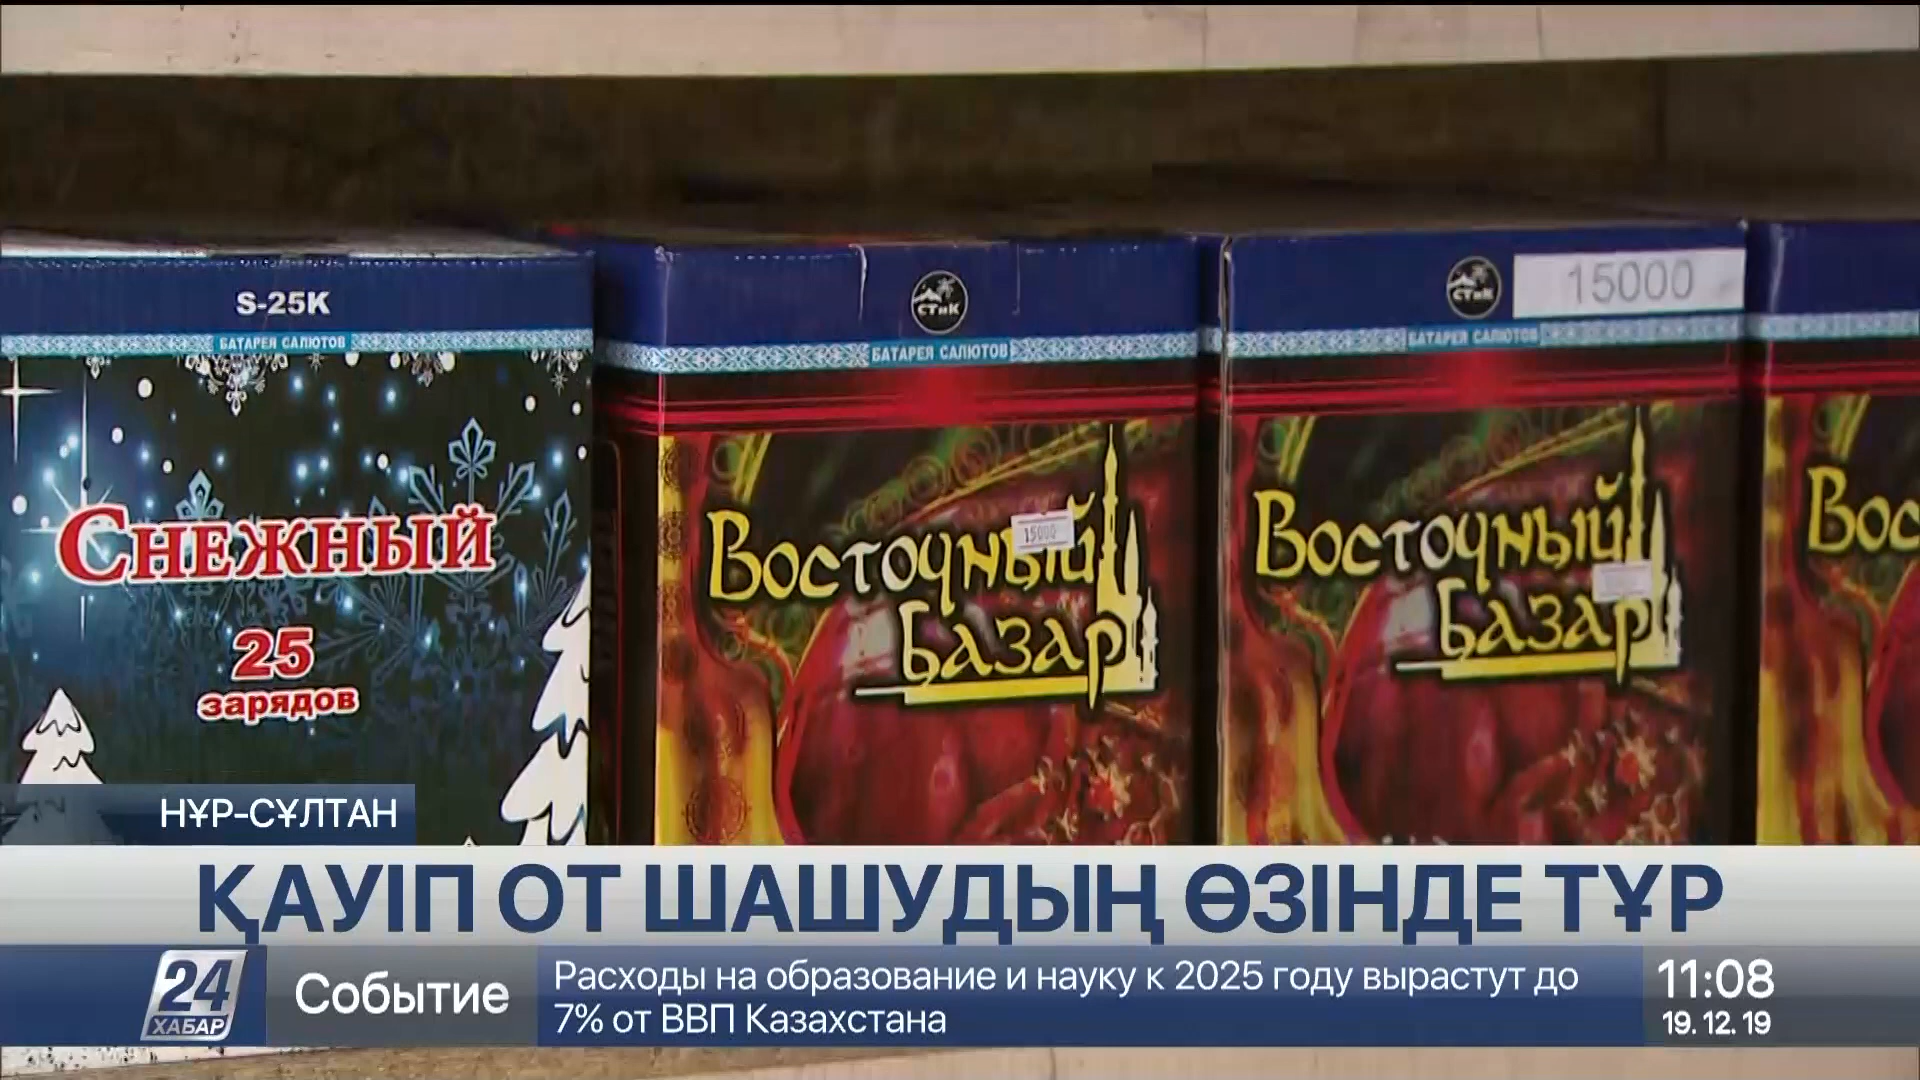 S-25K
БАТАРЕЯ САЛЮТОВ
СНЕЖНЫЙ
25
зарядов
СТиК
БАТАРЕЯ САЛЮТОВ
15000
ВОСТОЧНЫЙ
БАЗАР
СТиК
15000
БАТАРЕЯ САЛЮТОВ
ВОСТОЧНЫЙ
БАЗАР
НҰР-СҰЛТАН
ҚАУІП ОТ ШАШУДЫҢ ӨЗІНДЕ ТҰР
24
ХАБАР
Событие
Расходы на образование и науку к 2025 году вырастут до
7% от ВВП Казахстана
11:08
19.12.19